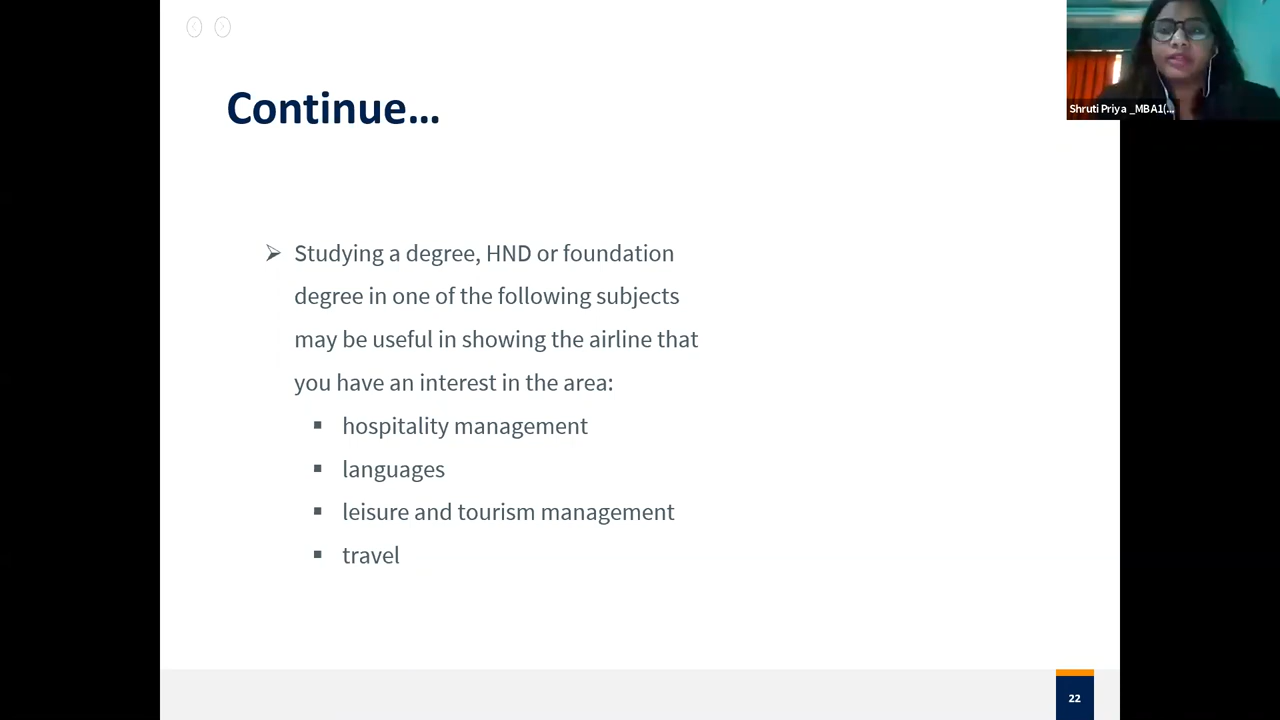 Continue…
Shruti Priya _MBA1(...
Studying a degree, HND or foundation
degree in one of the following subjects
may be useful in showing the airline that
you have an interest in the area:
hospitality management
languages
leisure and tourism management
travel
22